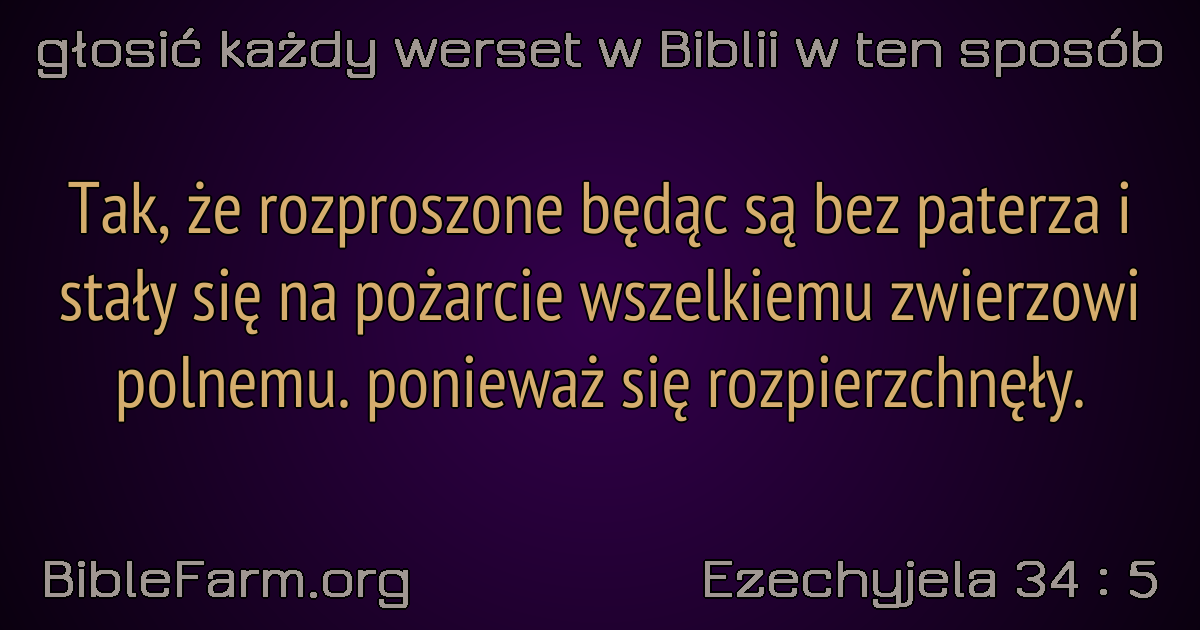 głosić każdy werset w Biblii w ten sposób
Tak, że rozproszone będąc są bez paterza i
stały się na pożarcie wszelkiemu zwierzowi
polnemu. ponieważ się rozpierzchnęły.
BibleFarm.org
Ezechyjela 34 : 5